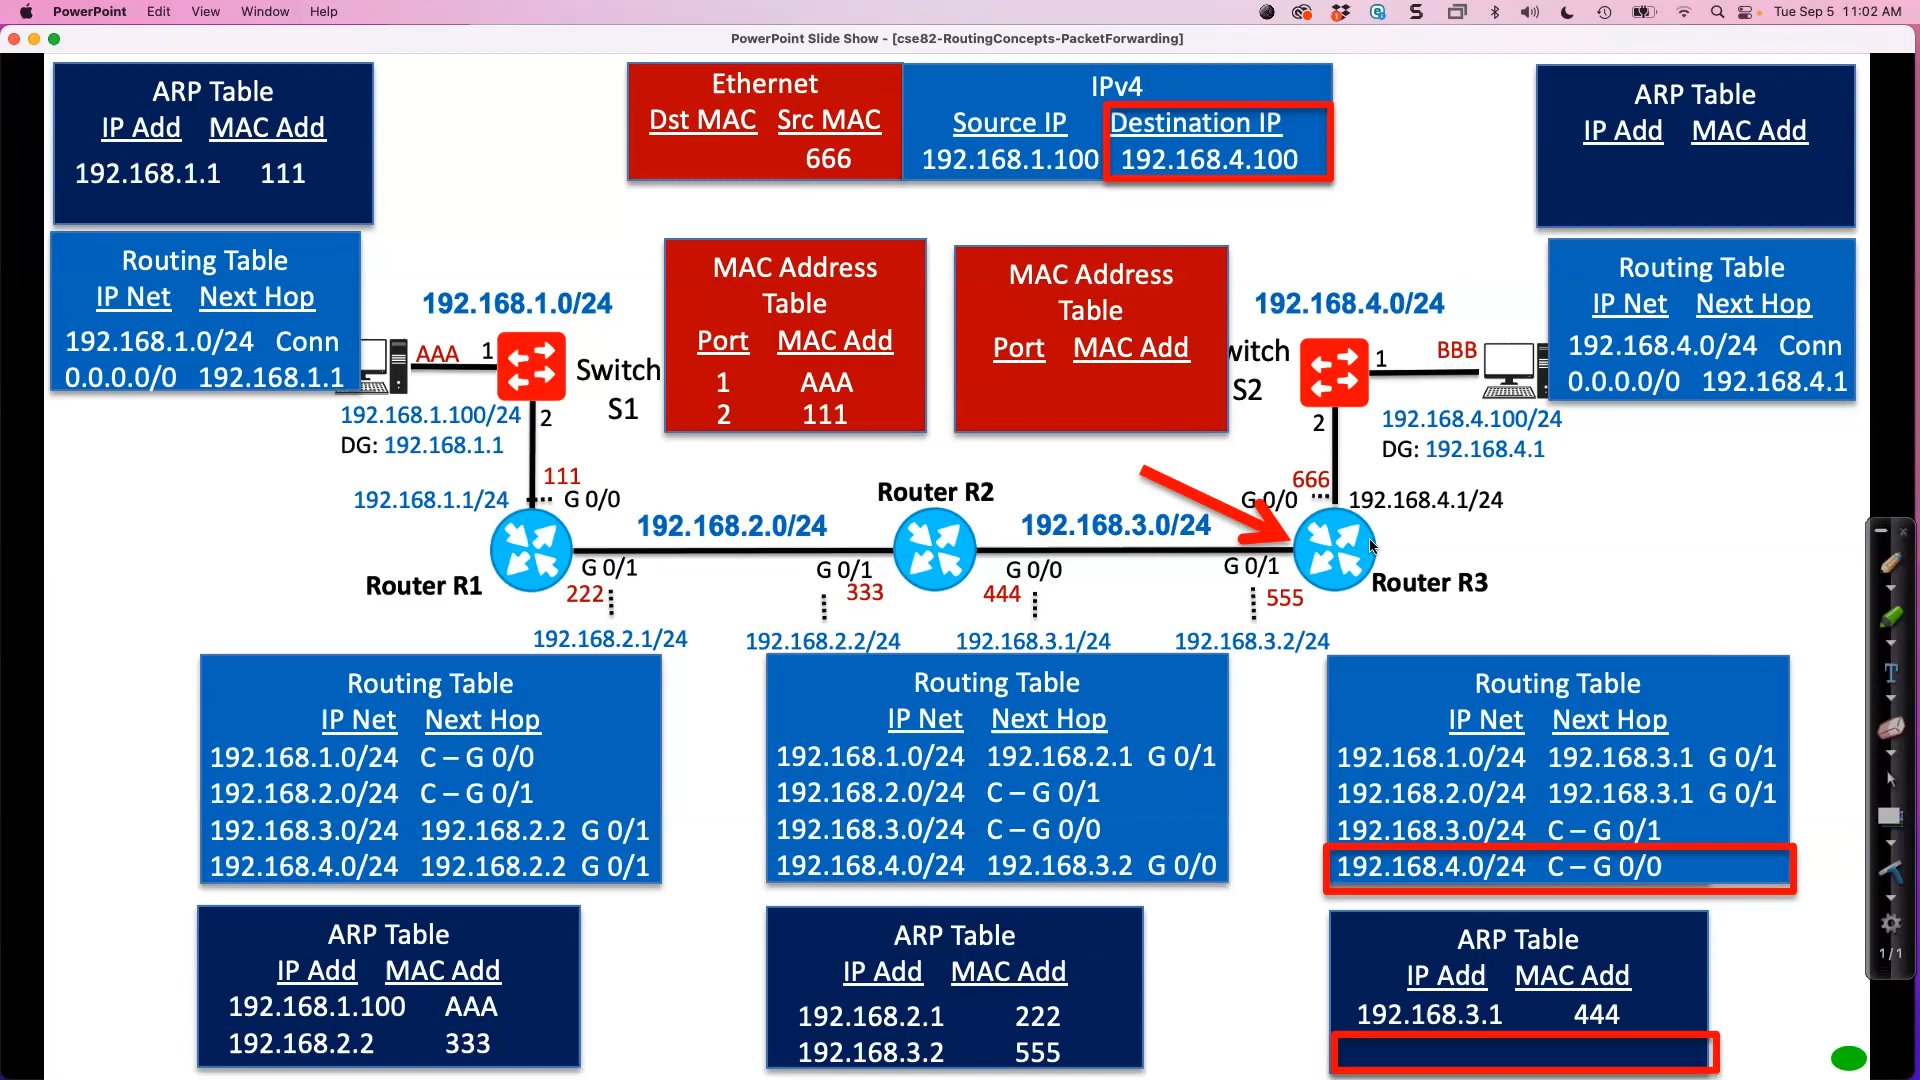 PowerPoint Edit View Window Help
Tue Sep 5 11:02 AM
PowerPoint Slide Show - [cse82-RoutingConcepts-PacketForwarding]
ARP Table
IP Add MAC Add
192.168.1.1 111
Ethernet
Dst MAC Src MAC
666
IPv4
Source IP Destination IP
192.168.1.100 192.168.4.100
ARP Table
IP Add MAC Add
Routing Table
IP Net Next Hop
192.168.1.0/24 Conn
0.0.0.0/0 192.168.1.1
192.168.1.0/24
AAA 1
Switch
S1
2
192.168.1.100/24
DG: 192.168.1.1
MAC Address
Table
Port MAC Add
1 AAA
2 111
MAC Address
Table
Port MAC Add
192.168.4.0/24
witch
S2
1 BBB
2
192.168.4.100/24
DG: 192.168.4.1
Routing Table
IP Net Next Hop
192.168.4.0/24 Conn
0.0.0.0/0 192.168.4.1
111
192.168.1.1/24 G 0/0
Router R1
G 0/1
222
192.168.2.1/24
192.168.2.0/24
Router R2
G 0/1
333
192.168.2.2/24
192.168.3.0/24
G 0/0
444
192.168.3.1/24
666
G 0/0 192.168.4.1/24
G 0/1
555
192.168.3.2/24
Router R3
Routing Table
IP Net Next Hop
192.168.1.0/24 C – G 0/0
192.168.2.0/24 C – G 0/1
192.168.3.0/24 192.168.2.2 G 0/1
192.168.4.0/24 192.168.2.2 G 0/1
Routing Table
IP Net Next Hop
192.168.1.0/24 192.168.2.1 G 0/1
192.168.2.0/24 C – G 0/1
192.168.3.0/24 C – G 0/0
192.168.4.0/24 192.168.3.2 G 0/0
Routing Table
IP Net Next Hop
192.168.1.0/24 192.168.3.1 G 0/1
192.168.2.0/24 192.168.3.1 G 0/1
192.168.3.0/24 C – G 0/1
192.168.4.0/24 C – G 0/0
ARP Table
IP Add MAC Add
192.168.1.100 AAA
192.168.2.2 333
ARP Table
IP Add MAC Add
192.168.2.1 222
192.168.3.2 555
ARP Table
IP Add MAC Add
192.168.3.1 444
1/1